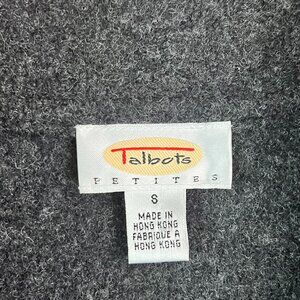 Talbots
PETITES
S
MADE IN
HONG KONG
FABRIQUE A
HONG KONG